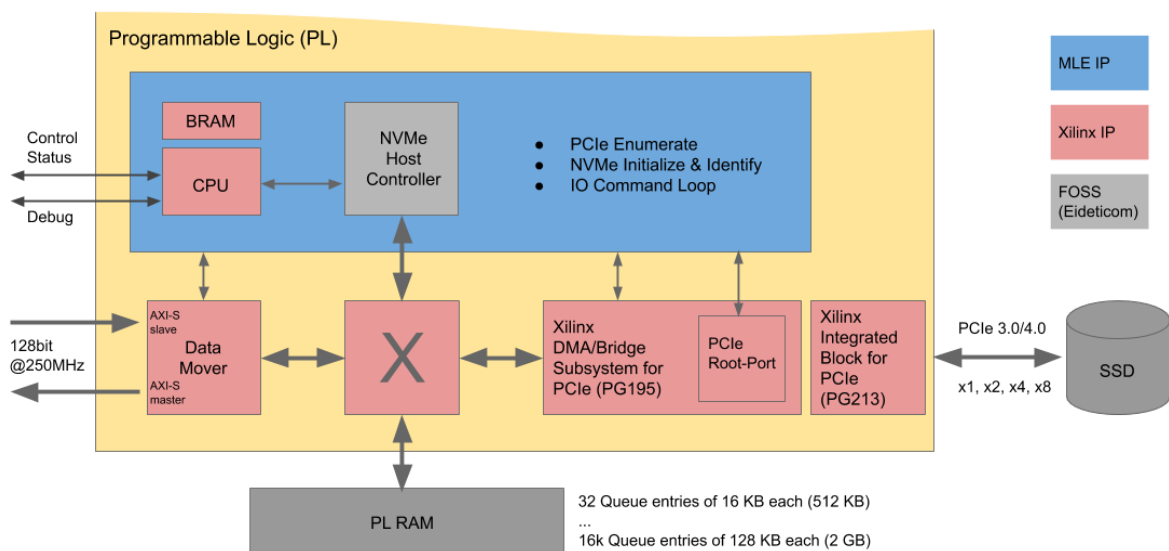 Programmable Logic (PL)
MLE IP
Xilinx IP
FOSS
(Eideticom)
BRAM
CPU
NVMe
Host
Controller
● PCIe Enumerate
● NVMe Initialize & Identify
● IO Command Loop
Control
Status
Debug
AXI-S
slave
Data
Mover
AXI-S
master
128bit
@250MHz
X
Xilinx
DMA/Bridge
Subsystem for
PCIe (PG195)
PCIe
Root-Port
Xilinx
Integrated
Block for
PCIe
(PG213)
PCIe 3.0/4.0
x1, x2, x4, x8
SSD
PL RAM
32 Queue entries of 16 KB each (512 KB)
...
16k Queue entries of 128 KB each (2 GB)